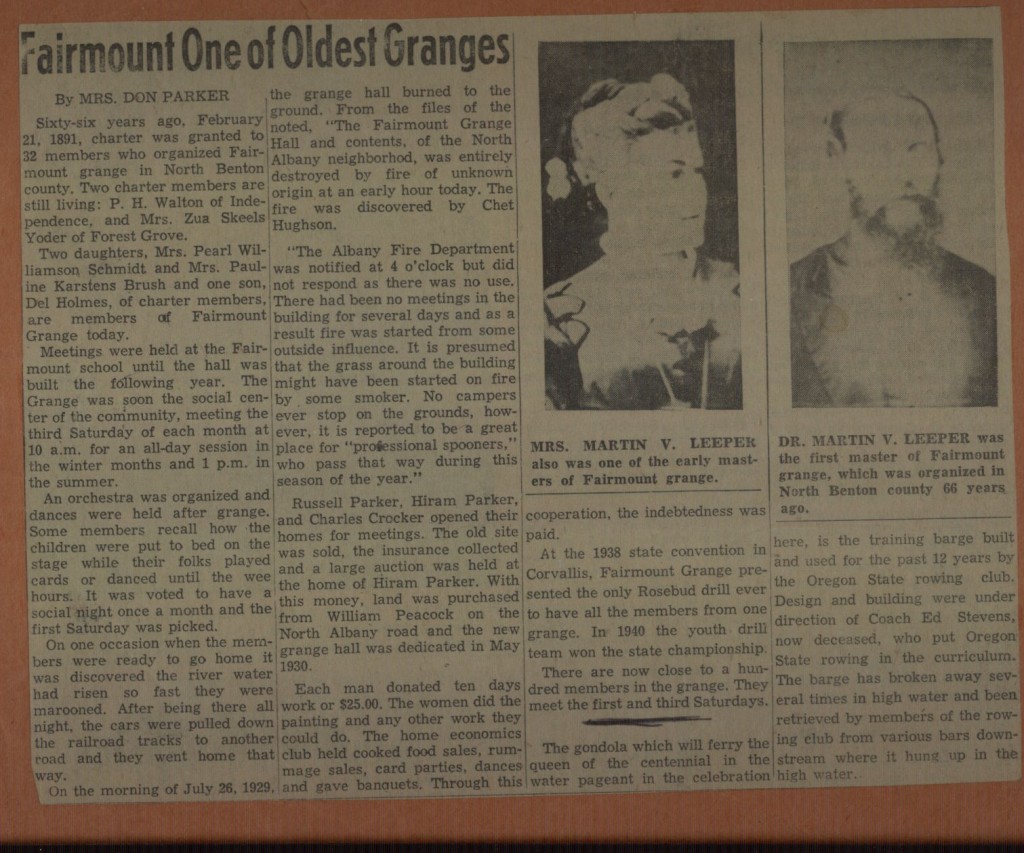 Fairmount One of Oldest Granges
By MRS. DON PARKER
Sixty-six years ago, February
21, 1891, charter was granted to
32 members who organized Fair-
mount grange in North Benton
county. Two charter members are
still living: P. H. Walton of Inde-
pendence, and Mrs. Zua Skeels
Yoder of Forest Grove.
Two daughters, Mrs. Pearl Wil-
liamson Schmidt and Mrs. Paul-
ine Karstens Brush and one son,
Del Holmes, of charter members,
are members of Fairmount
Grange today.
Meetings were held at the Fair-
mount school until the hall was
built the following year. The
Grange was soon the social cen-
ter of the community, meeting the
third Saturday of each month at
10 a.m. for an all-day session in
the winter months and 1 p.m. in
the summer.
An orchestra was organized and
dances were held after grange.
Some members recall how the
children were put to bed on the
stage while their folks played
cards or danced until the wee
hours. It was voted to have a
social night once a month and the
first Saturday was picked.
On one occasion when the mem-
bers were ready to go home it
was discovered the river water
had risen so fast they were
marooned. After being there all
night, the cars were pulled down
the railroad tracks to another
road and they went home that
way.
On the morning of July 26, 1929,
the grange hall burned to the
ground. From the files of the
noted, "The Fairmount Grange
Hall and contents, of the North
Albany neighborhod, was entirely
destroyed by fire of unknown
origin at an early hour today. The
fire was discovered by Chet
Hughson.
"The Albany Fire Department
was notified at 4 o'clock but did
not respond as there was no use.
There had been no meetings in the
building for several days and as a
result fire was started from some
outside influence. It is presumed
that the grass around the building
might have been started on fire
by some smoker. No campers
ever stop on the grounds, how-
ever, it is reported to be a great
place for "professional spooners,"
who pass that way during this
season of the year."
Russell Parker, Hiram Parker,
and Charles Crocker opened their
homes for meetings. The old site
was sold, the insurance collected
and a large auction was held at
the home of Hiram Parker. With
this money, land was purchased
from William Peacock on the
North Albany road and the new
grange hall was dedicated in May
1930.
Each man donated ten days
work or $25.00. The women did the
painting and any other work they
could do. The home economics
club held cooked food sales, rum-
mage sales, card parties, dances
and gave banquets. Through this
MRS. MARTIN V. LEEPER
also was one of the early mast-
ers of Fairmount grange.
cooperation, the indebtedness was
paid.
At the 1938 state convention in
Corvallis, Fairmount Grange pre-
sented the only Rosebud drill ever
to have all the members from one
grange. In 1940 the youth drill
team won the state championship.
There are now close to a hun-
dred members in the grange. They
meet the first and third Saturdays.
The gondola which will ferry the
queen of the centennial in the
water pageant in the celebration
DR. MARTIN V. LEEPER was
the first master of Fairmount
grange, which was organized in
North Benton county 66 years
ago.
here, is the training barge built
and used for the past 12 years by
the Oregon State rowing club.
Design and building were under
direction of Coach Ed Stevens,
now deceased, who put Oregon
State rowing in the curriculum.
The barge has broken away sev-
eral times in high water and been
retrieved by members of the row-
ing club from various bars down-
stream where it hung up in the
high water.